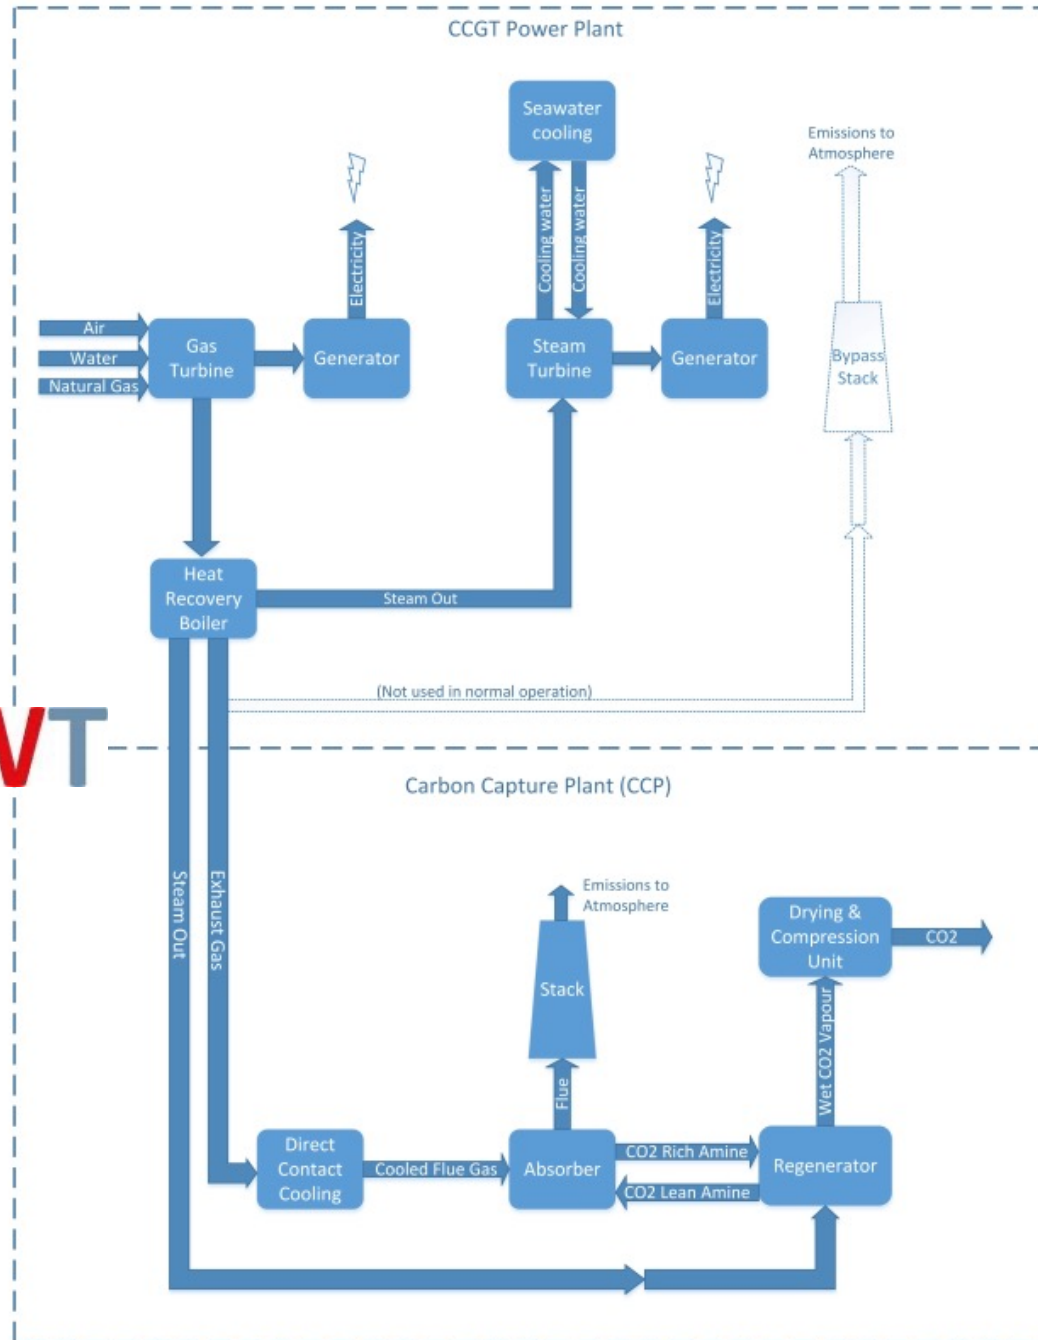 CCGT Power Plant
Seawater
cooling
Emissions to
Atmosphere
Cooling water
Cooling water
Electricity
Electricity
Air
Water
Natural Gas
Gas
Turbine
Generator
Steam
Turbine
Generator
Bypass
Stack
Heat
Recovery
Boiler
Steam Out
(Not used in normal operation)
VT
Carbon Capture Plant (CCP)
Steam Out
Exhaust Gas
Emissions to
Atmosphere
Stack
Drying &
Compression
Unit
CO2
Wet CO2 Vapour
Flue
Direct
Contact
Cooling
Cooled Flue Gas
Absorber
CO2 Rich Amine
CO2 Lean Amine
Regenerator